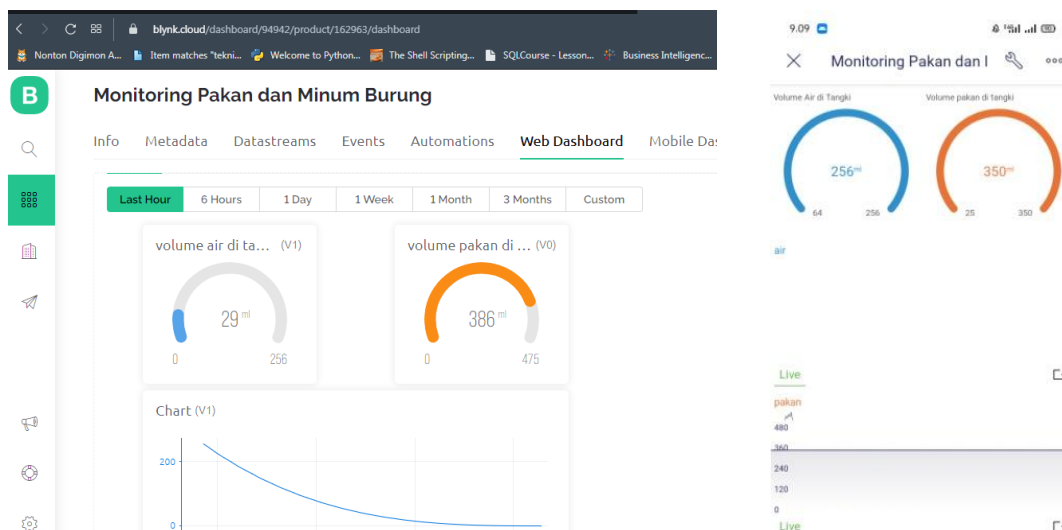 blynk.cloud/dashboard/94942/product/162963/dashboard
Nonton Digimon A... Item matches "tekni... Welcome to Python... The Shell Scripting... SQLCourse - Lesson... Business Intelligenc...
B
Monitoring Pakan dan Minum Burung
Info Metadata Datastreams Events Automations Web Dashboard Mobile Das
Last Hour 6 Hours 1 Day 1 Week 1 Month 3 Months Custom
volume air di ta... (V1)
29 ml
0 256
volume pakan di ... (V0)
386 ml
0 475
Chart (V1)
200
0
9.09
Monitoring Pakan dan I
Volume Air di Tangki
256ml
64 256
Volume pakan di tangki
350ml
25 350
air
Live
pakan
480
360
240
120
0
Live